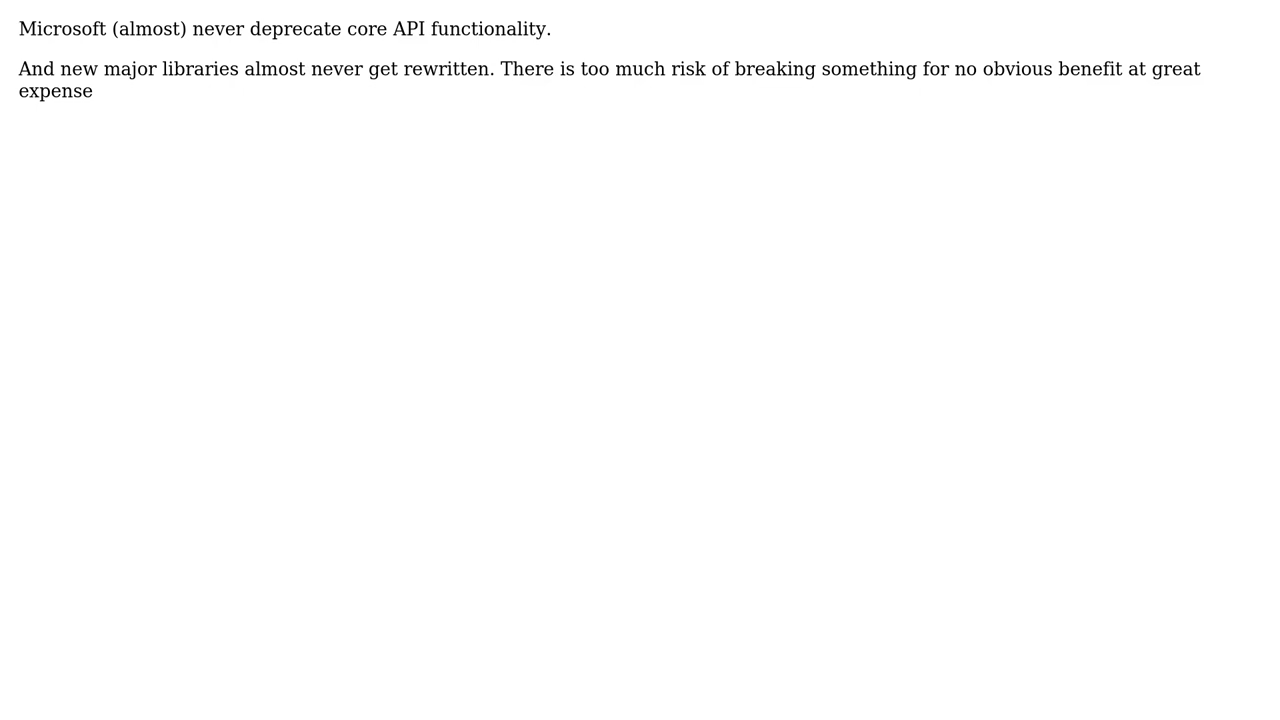 Microsoft (almost) never deprecate core API functionality.
And new major libraries almost never get rewritten. There is too much risk of breaking something for no obvious benefit at great
expense